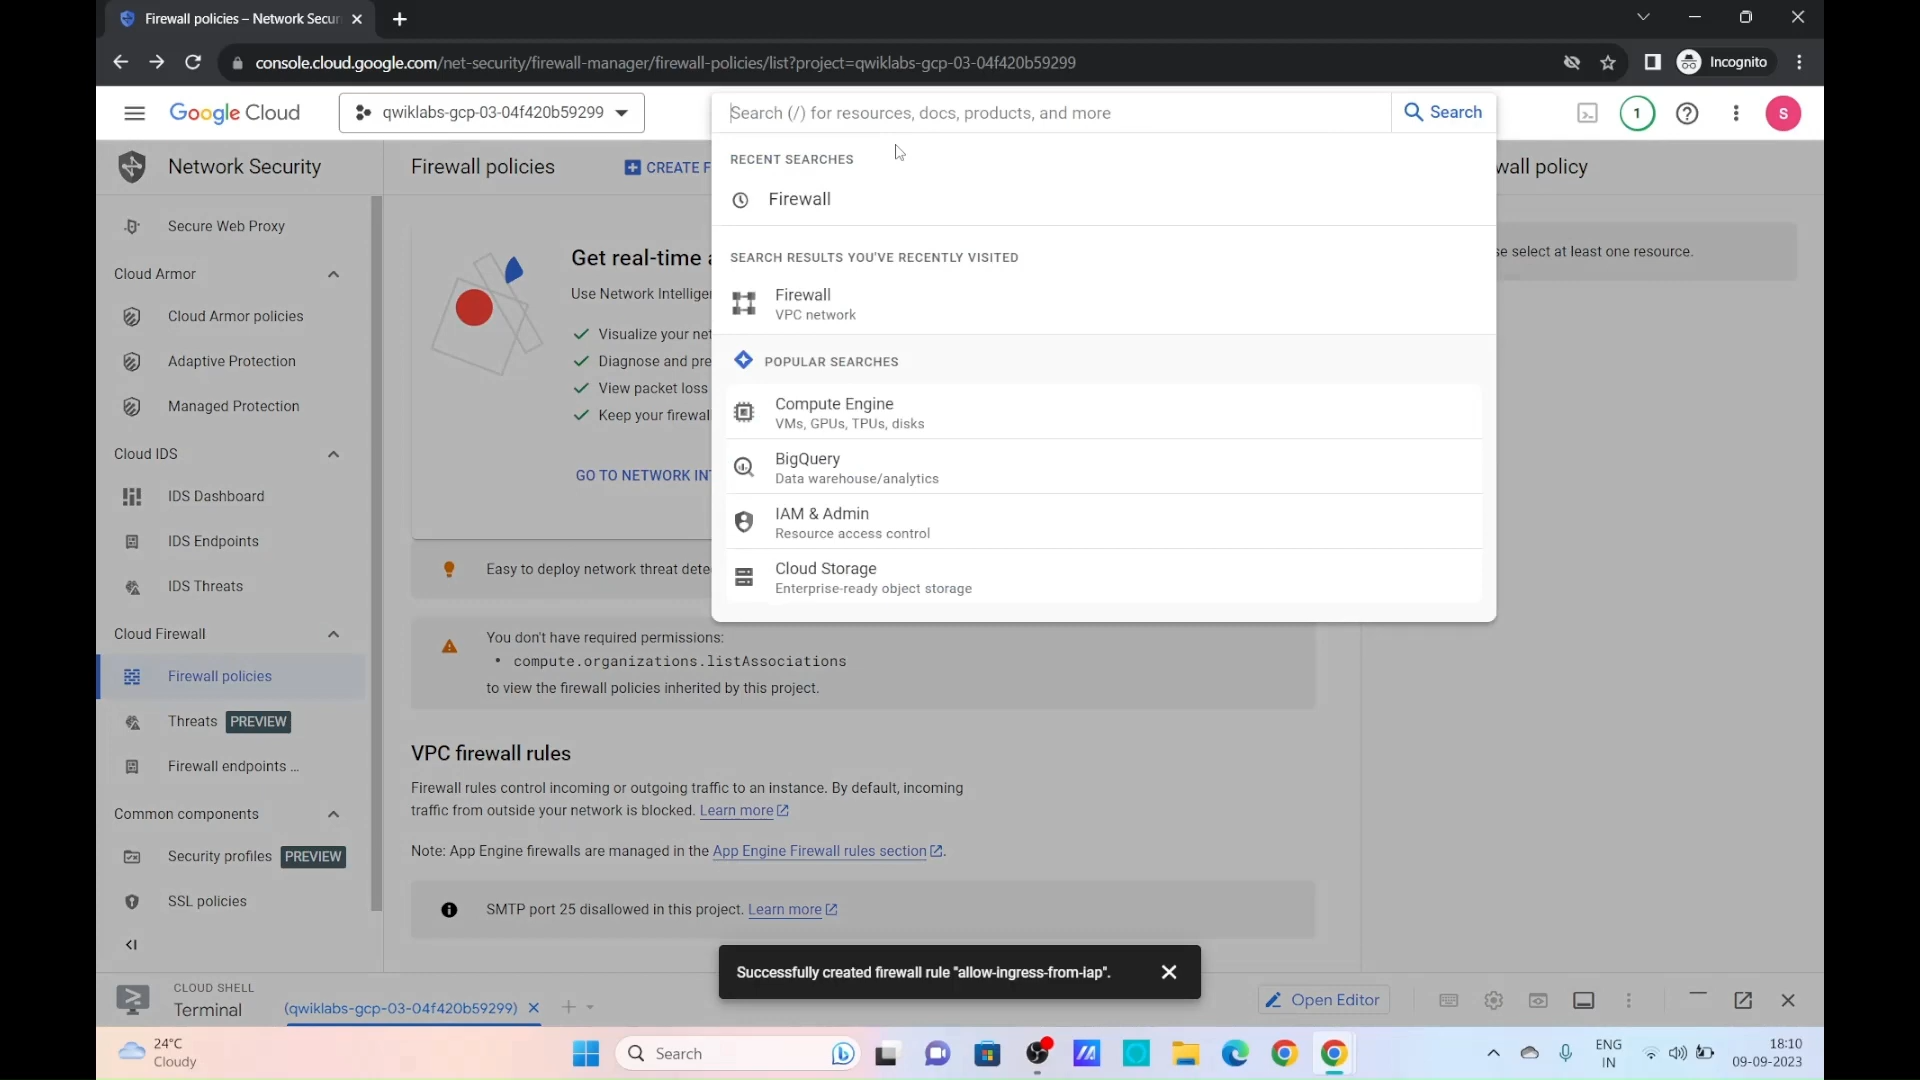 Firewall policies – Network Secur
console.cloud.google.com/net-security/firewall-manager/firewall-policies/list?project=qwiklabs-gcp-03-04f420b59299
Incognito
Google Cloud
qwiklabs-gcp-03-04f420b59299
Search (/) for resources, docs, products, and more
Search
1
S
Network Security
Firewall policies
CREATE F
wall policy
RECENT SEARCHES
Firewall
SEARCH RESULTS YOU'VE RECENTLY VISITED
Firewall
VPC network
POPULAR SEARCHES
Compute Engine
VMs, GPUs, TPUs, disks
BigQuery
Data warehouse/analytics
IAM & Admin
Resource access control
Cloud Storage
Enterprise-ready object storage
Secure Web Proxy
Cloud Armor
Cloud Armor policies
Adaptive Protection
Managed Protection
Cloud IDS
IDS Dashboard
IDS Endpoints
IDS Threats
Cloud Firewall
Firewall policies
Threats PREVIEW
Firewall endpoints ...
Common components
Security profiles PREVIEW
SSL policies
Get real-time a
Use Network Intelliger
Visualize your net
Diagnose and pre
View packet loss
Keep your firewal
GO TO NETWORK INT
se select at least one resource.
Easy to deploy network threat dete
You don't have required permissions:
• compute.organizations.listAssociations
to view the firewall policies inherited by this project.
VPC firewall rules
Firewall rules control incoming or outgoing traffic to an instance. By default, incoming
traffic from outside your network is blocked. Learn more
Note: App Engine firewalls are managed in the App Engine Firewall rules section.
SMTP port 25 disallowed in this project. Learn more
Successfully created firewall rule "allow-ingress-from-iap".
CLOUD SHELL
Terminal
(qwiklabs-gcp-03-04f420b59299)
Open Editor
24°C
Cloudy
Search
ENG
IN
18:10
09-09-2023